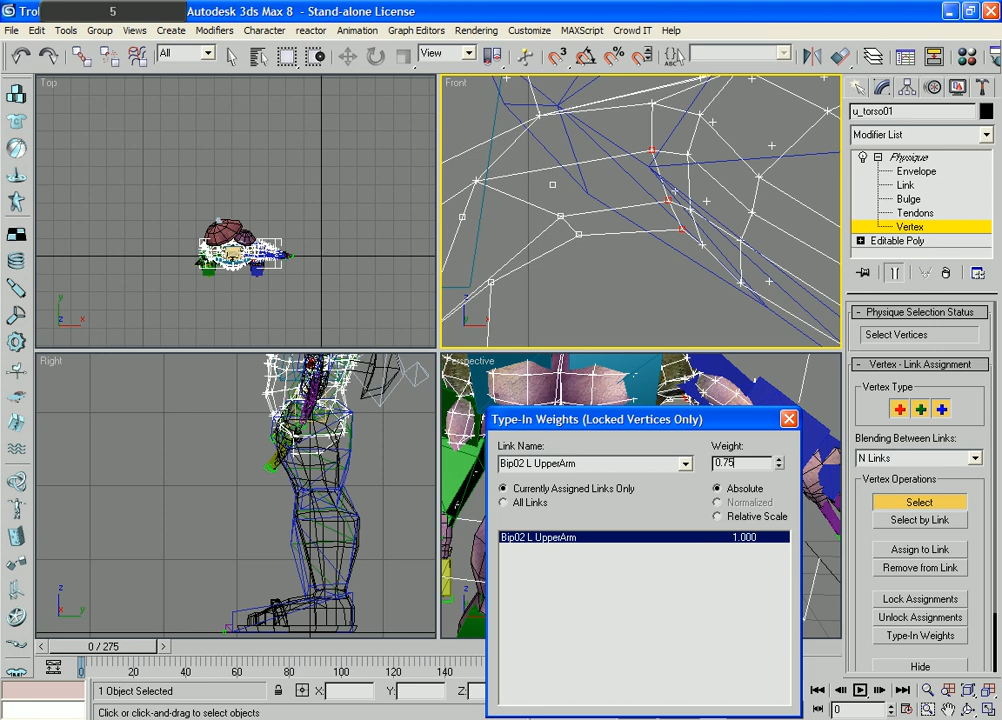 Trol
5
Autodesk 3ds Max 8 - Stand-alone License
File Edit Tools Group Views Create Modifiers Character reactor Animation Graph Editors Rendering Customize MAXScript Crowd IT Help
All
View
Top
Front
Right
Perspective
u_torso01
Modifier List
Physique
Envelope
Link
Bulge
Tendons
Vertex
Editable Poly
- Physique Selection Status
Select Vertices
- Vertex - Link Assignment
Vertex Type
Blending Between Links:
N Links
Vertex Operations
Select
Select by Link
Assign to Link
Remove from Link
Lock Assignments
Unlock Assignments
Type-In Weights
Hide
Type-In Weights (Locked Vertices Only)
Link Name:
Weight:
Bip02 L UpperArm
0.75
Currently Assigned Links Only
All Links
Absolute
Normalized
Relative Scale
Bip02 L UpperArm 1.000
0 / 275
0 20 40 60 80 100 120 140
1 Object Selected
X:
Y:
Z:
Click or click-and-drag to select objects
0